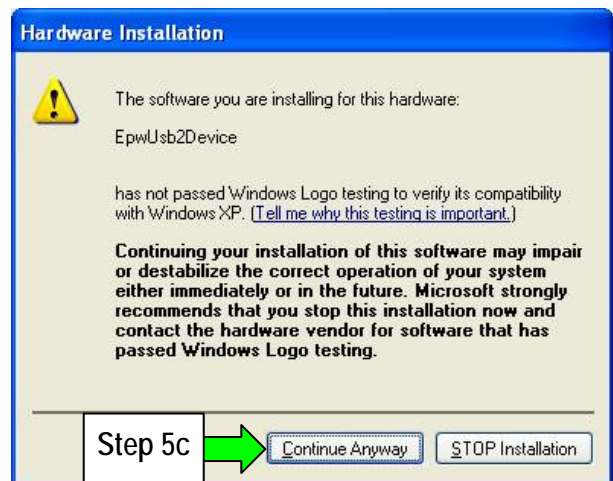 Hardware Installation
The software you are installing for this hardware:
EpwUsb2Device
has not passed Windows Logo testing to verify its compatibility
with Windows XP. (Tell me why this testing is important.)
Continuing your installation of this software may impair
or destabilize the correct operation of your system
either immediately or in the future. Microsoft strongly
recommends that you stop this installation now and
contact the hardware vendor for software that has
passed Windows Logo testing.
Step 5c
Continue Anyway
STOP Installation